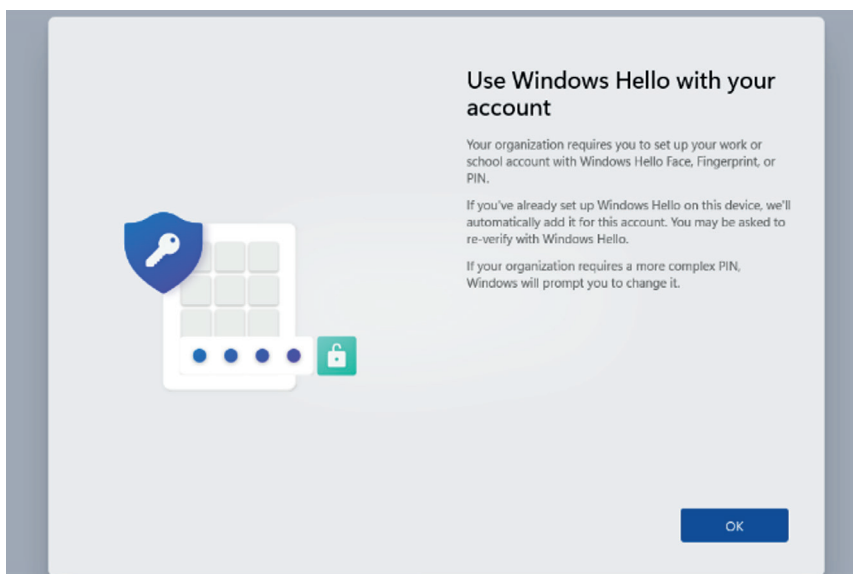 Use Windows Hello with your
account
Your organization requires you to set up your work or
school account with Windows Hello Face, Fingerprint, or
PIN.
If you've already set up Windows Hello on this device, we'll
automatically add it for this account. You may be asked to
re-verify with Windows Hello.
If your organization requires a more complex PIN,
Windows will prompt you to change it.
OK